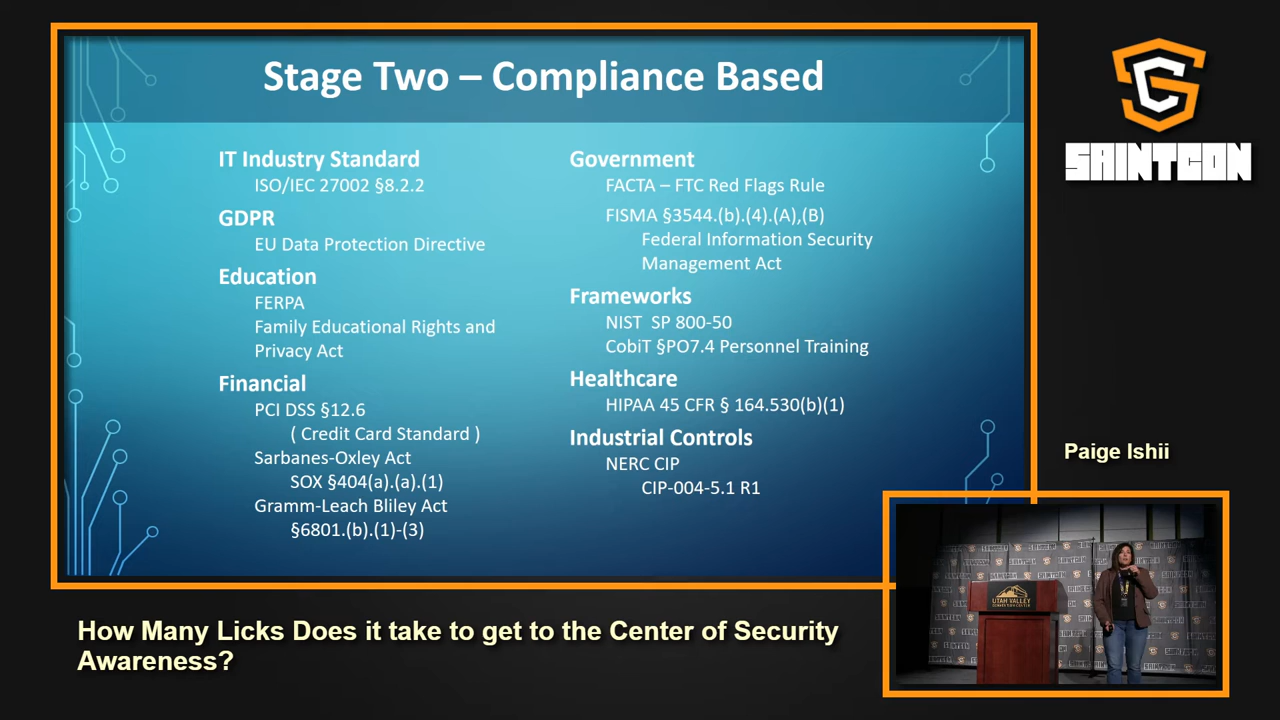 Stage Two – Compliance Based
IT Industry Standard
ISO/IEC 27002 §8.2.2
GDPR
EU Data Protection Directive
Education
FERPA
Family Educational Rights and
Privacy Act
Financial
PCI DSS §12.6
( Credit Card Standard )
Sarbanes-Oxley Act
SOX §404(a).(a).(1)
Gramm-Leach Bliley Act
§6801.(b).(1)-(3)
Government
FACTA – FTC Red Flags Rule
FISMA §3544.(b).(4).(A),(B)
Federal Information Security
Management Act
Frameworks
NIST  SP 800-50
CobiT §PO7.4 Personnel Training
Healthcare
HIPAA 45 CFR § 164.530(b)(1)
Industrial Controls
NERC CIP
CIP-004-5.1 R1
SAINTCON
Paige Ishii
UTAH VALLEY
CONVENTION CENTER
How Many Licks Does it take to get to the Center of Security
Awareness?